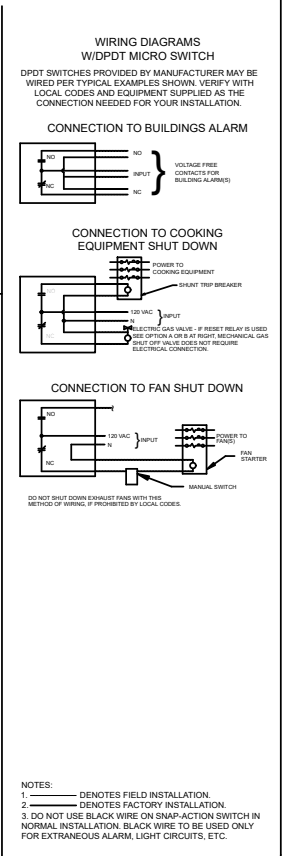 WIRING DIAGRAMS
W/DPDT MICRO SWITCH
DPDT SWITCHES PROVIDED BY MANUFACTURER MAY BE
WIRED PER TYPICAL EXAMPLES SHOWN. VERIFY WITH
LOCAL CODES AND EQUIPMENT SUPPLIED AS THE
CONNECTION NEEDED FOR YOUR INSTALLATION.
CONNECTION TO BUILDINGS ALARM
NO
NO
INPUT
VOLTAGE FREE
CONTACTS FOR
BUILDING ALARM(S)
NC
NC
CONNECTION TO COOKING
EQUIPMENT SHUT DOWN
POWER TO
COOKING EQUIPMENT
SHUNT TRIP BREAKER
NO
120 VAC
N
INPUT
NC
ELECTRIC GAS VALVE - IF RESET RELAY IS USED
SEE OPTION A OR B AT RIGHT, MECHANICAL GAS
SHUT OFF VALVE DOES NOT REQUIRE
ELECTRICAL CONNECTION.
CONNECTION TO FAN SHUT DOWN
NO
120 VAC
N
INPUT
NC
POWER TO
FAN(S)
FAN
STARTER
MANUAL SWITCH
DO NOT SHUT DOWN EXHAUST FANS WITH THIS
METHOD OF WIRING, IF PROHIBITED BY LOCAL CODES.
NOTES:
1. DENOTES FIELD INSTALLATION.
2. DENOTES FACTORY INSTALLATION.
3. DO NOT USE BLACK WIRE ON SNAP-ACTION SWITCH IN
NORMAL INSTALLATION. BLACK WIRE TO BE USED ONLY
FOR EXTRANEOUS ALARM, LIGHT CIRCUITS, ETC.